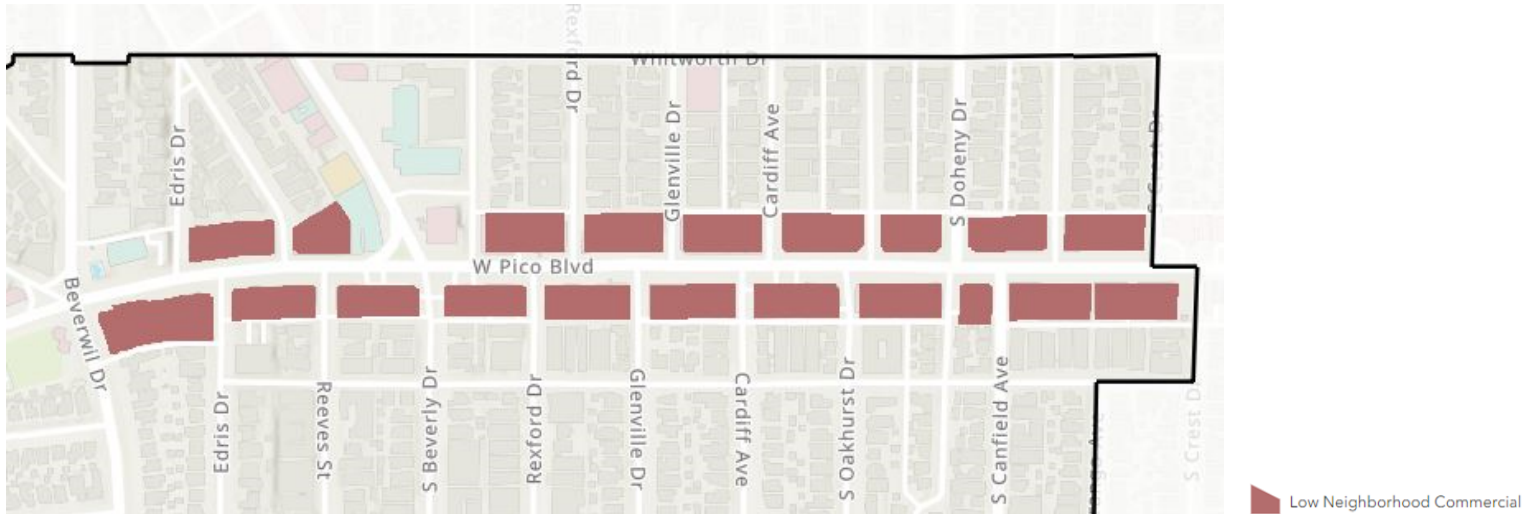 Rexford Dr
Whitworth Dr
Edris Dr
Glenville Dr
Cardiff Ave
S Doheny Dr
W Pico Blvd
Beverwil Dr
Edris Dr
Reeves St
S Beverly Dr
Rexford Dr
Glenville Dr
Cardiff Ave
S Oakhurst Dr
S Canfield Ave
S Crest D
Low Neighborhood Commercial